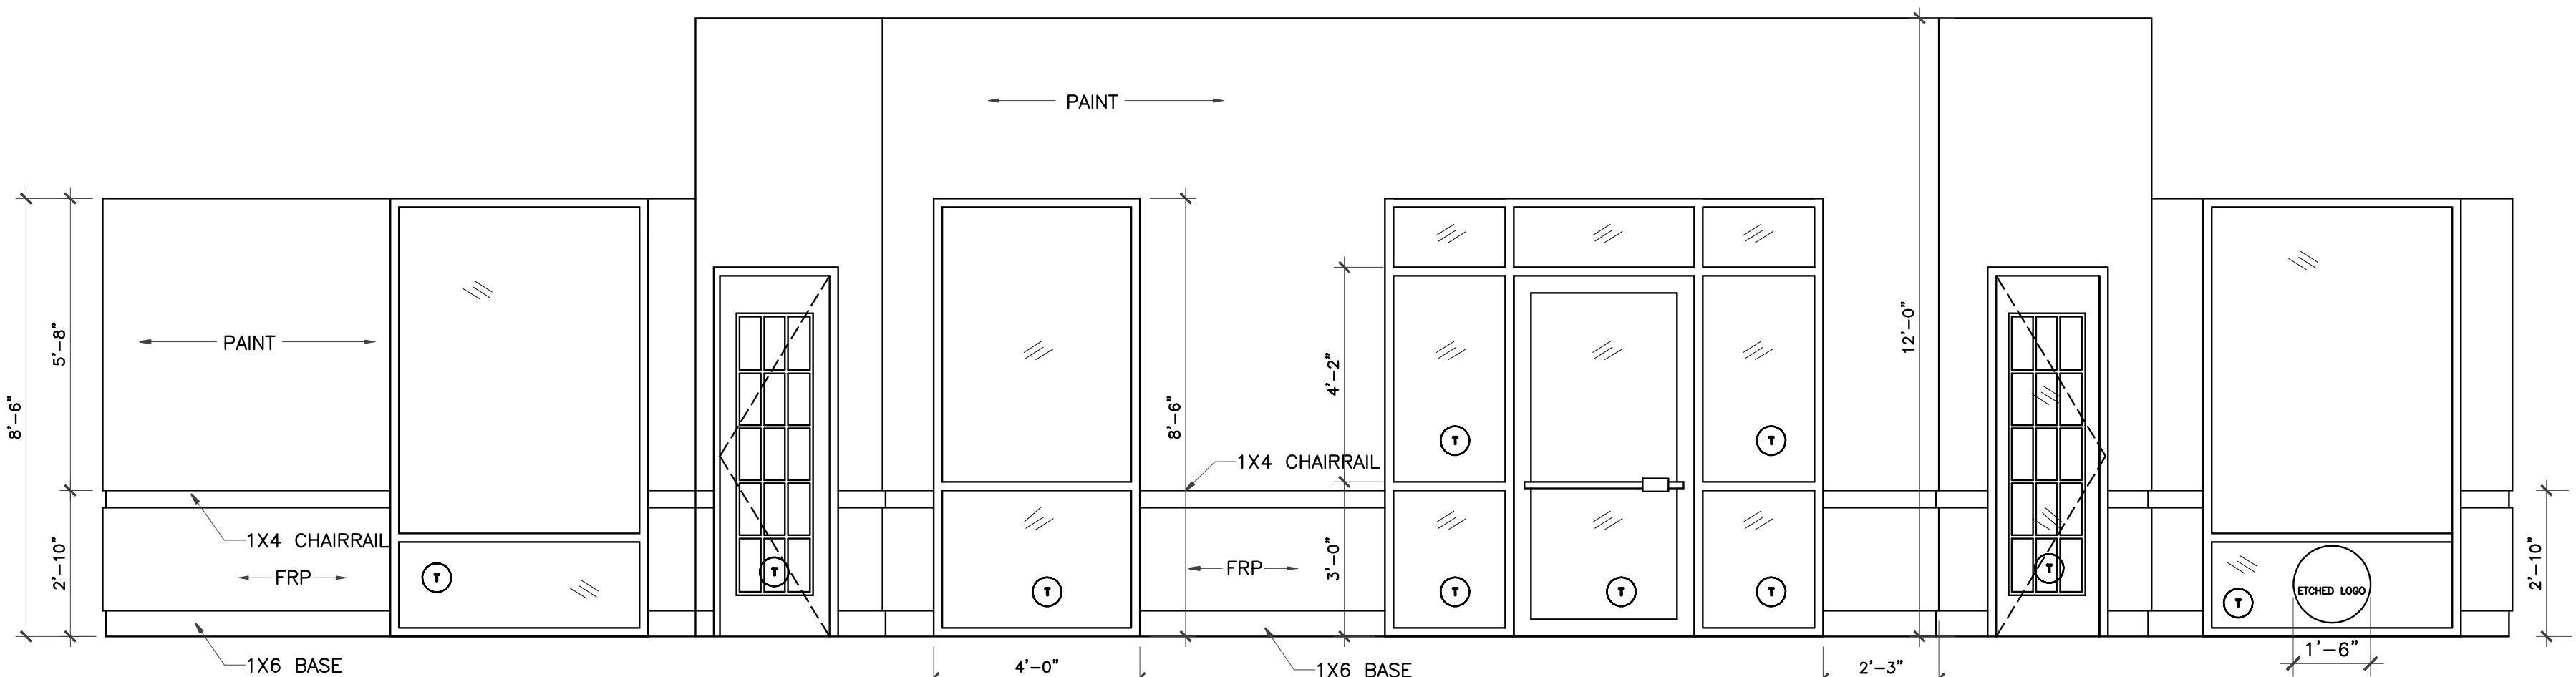 PAINT
12'-0"
8'-6"
5'-8"
PAINT
2'-10"
1X4 CHAIRRAIL
FRP
1X6 BASE
T
T
T
4'-0"
8'-6"
1X4 CHAIRRAIL
FRP
1X6 BASE
4'-2"
3'-0"
T
T
T
T
T
2'-3"
T
T
ETCHED LOGO
1'-6"
2'-10"